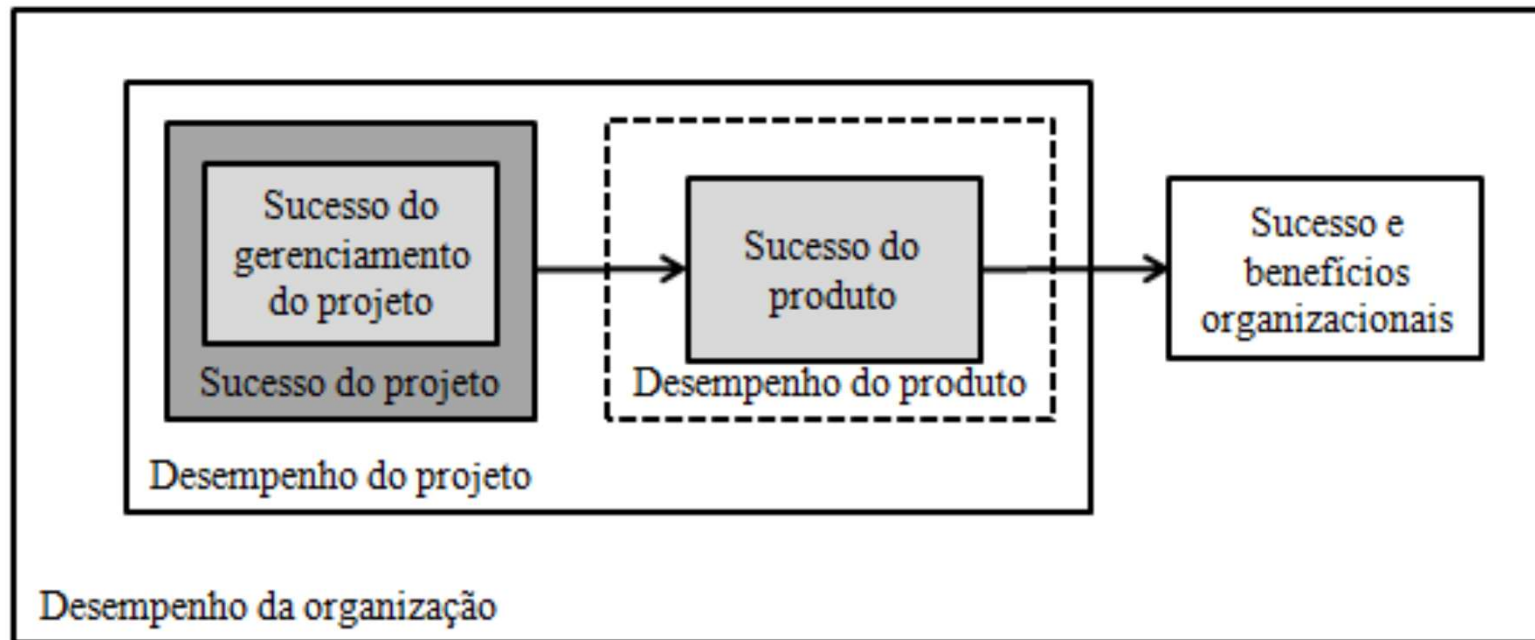 Sucesso do
gerenciamento
do projeto
Sucesso do projeto
Sucesso do
produto
Desempenho do produto
Sucesso e
benefícios
organizacionais
Desempenho do projeto
Desempenho da organização